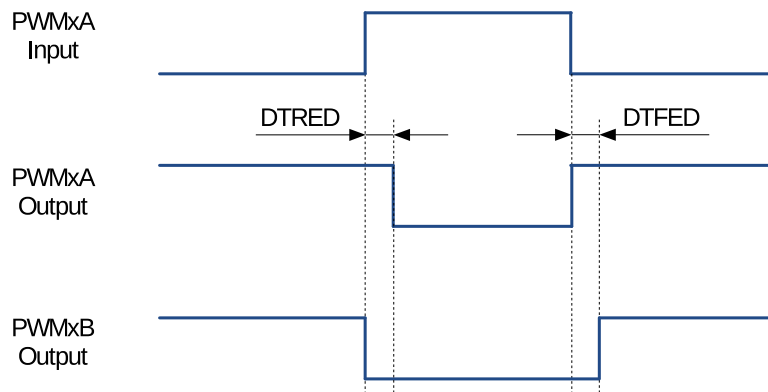 PWMxA
Input
DTRED
DTFED
PWMxA
Output
PWMxB
Output